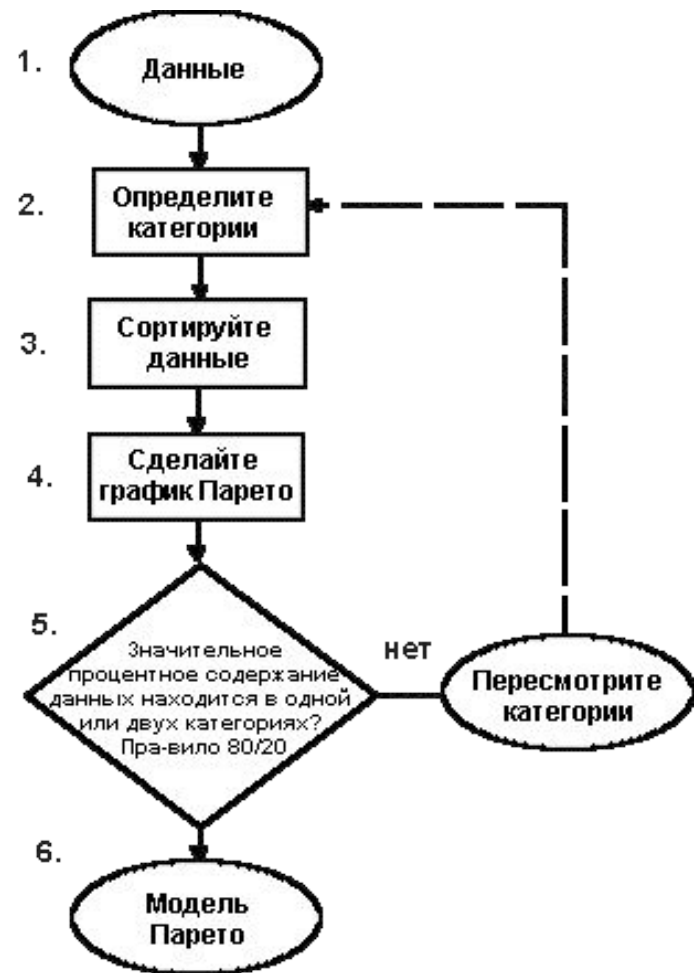 1.
Данные
2.
Определите
категории
3.
Сортируйте
данные
4.
Сделайте
график Парето
5.
Значительное
процентное содержание
данных находится в одной
или двух категориях?
Пра-вило 80/20
нет
Пересмотрите
категории
6.
Модель
Парето